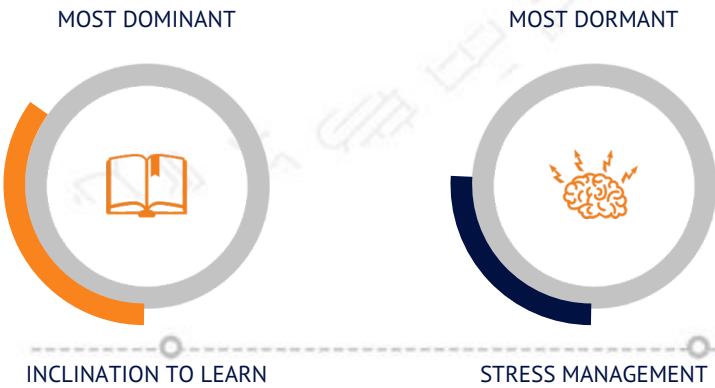 MOST DOMINANT
MOST DORMANT
INCLINATION TO LEARN
STRESS MANAGEMENT